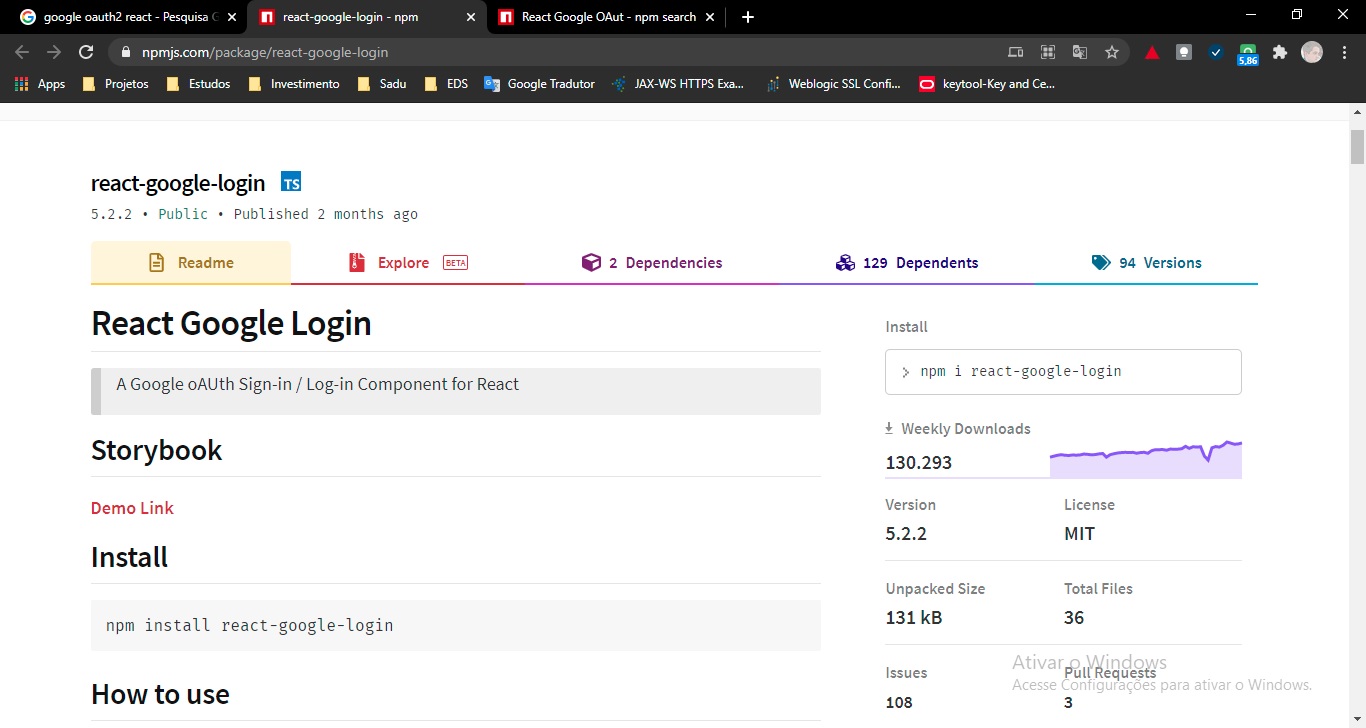 google oauth2 react - Pesquisa G
react-google-login - npm
React Google OAut - npm search
npmjs.com/package/react-google-login
5,86
Apps
Projetos
Estudos
Investimento
Sadu
EDS
Google Tradutor
JAX-WS HTTPS Exa...
Weblogic SSL Confi...
keytool-Key and Ce...
react-google-login TS
5.2.2 • Public • Published 2 months ago
Readme
Explore BETA
2 Dependencies
129 Dependents
94 Versions
React Google Login
A Google oAUth Sign-in / Log-in Component for React
Storybook
Demo Link
Install
npm install react-google-login
How to use
Install
> npm i react-google-login
Weekly Downloads
130.293
Version
License
5.2.2
MIT
Unpacked Size
Total Files
131 kB
36
Issues
Pull Requests
108
3
Ativar o Windows
Acesse Configurações para ativar o Windows.